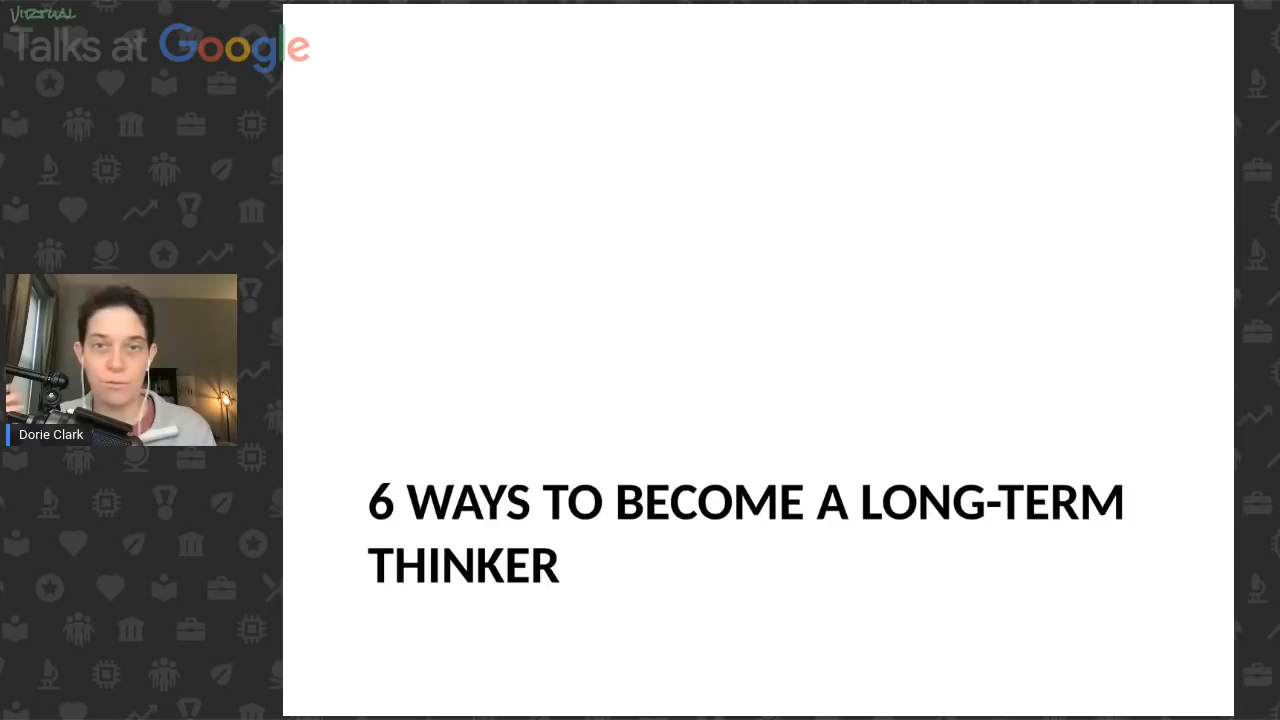 VIRTUAL
Talks at Google
Dorie Clark
6 WAYS TO BECOME A LONG-TERM
THINKER